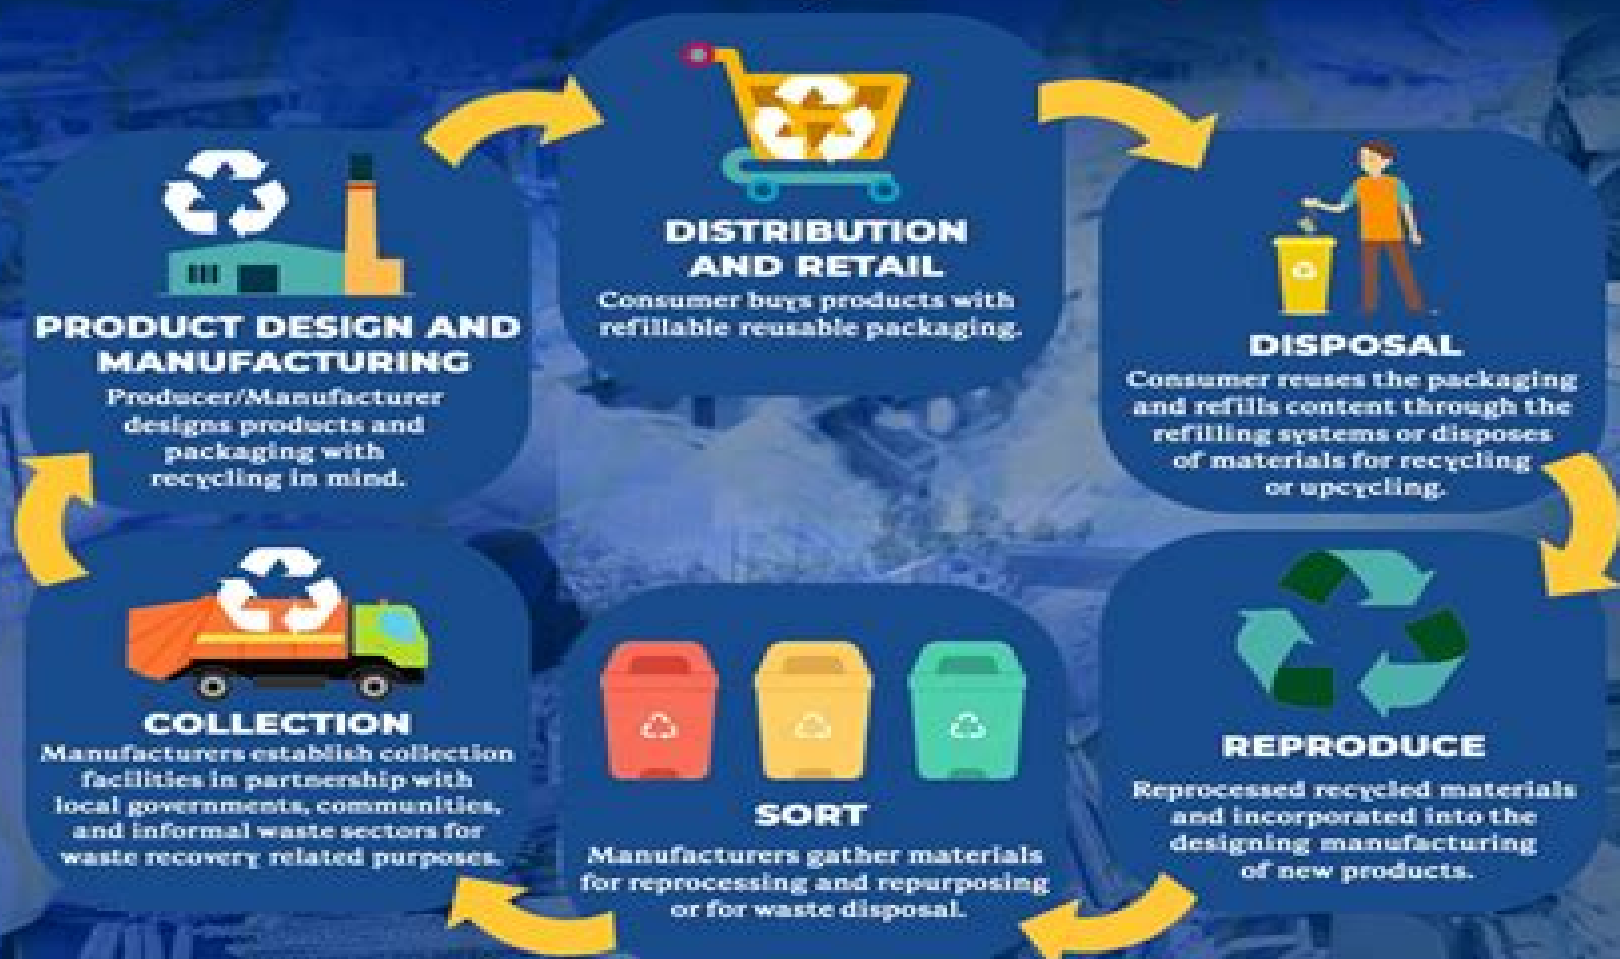 PRODUCT DESIGN AND
MANUFACTURING
Producer/Manufacturer
designs products and
packaging with
recycling in mind.
DISTRIBUTION
AND RETAIL
Consumer buys products with
refillable reusable packaging.
DISPOSAL
Consumer reuses the packaging
and refills content through the
refilling systems or disposes
of materials for recycling
or upcycling.
COLLECTION
Manufacturers establish collection
facilities in partnership with
local governments, communities,
and informal waste sectors for
waste recovery related purposes.
SORT
Manufacturers gather materials
for reprocessing and repurposing
or for waste disposal.
REPRODUCE
Reprocessed recycled materials
and incorporated into the
designing manufacturing
of new products.